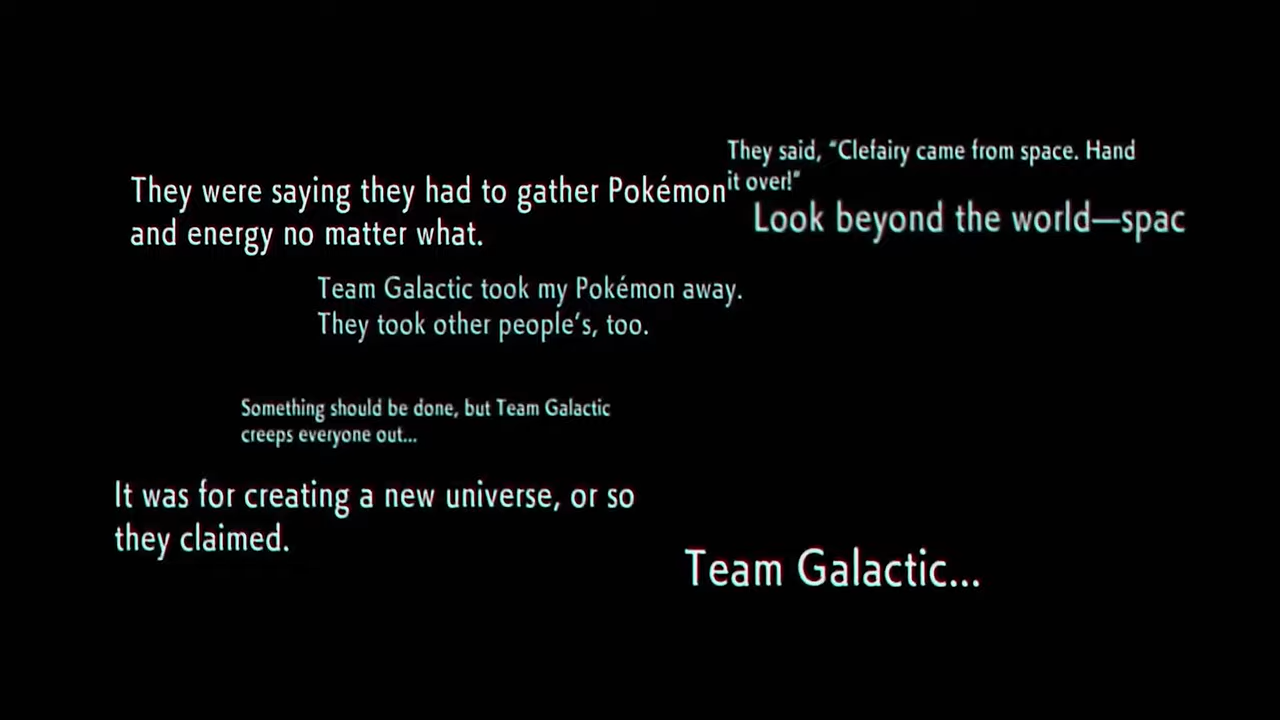 They said, “Clefairy came from space. Hand
it over!”
They were saying they had to gather Pokémon
and energy no matter what.
Look beyond the world—spac
Team Galactic took my Pokémon away.
They took other people’s, too.
Something should be done, but Team Galactic
creeps everyone out...
It was for creating a new universe, or so
they claimed.
Team Galactic...